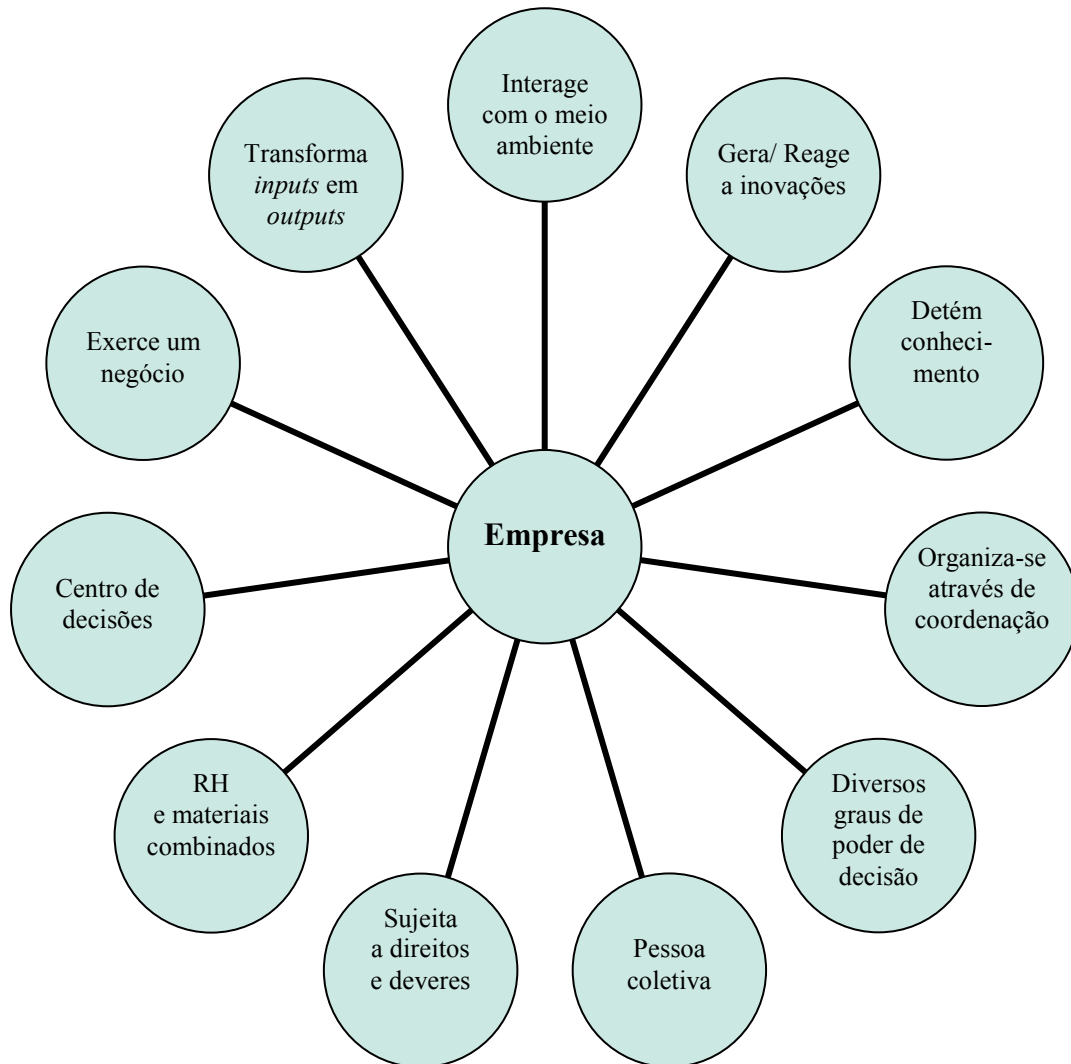 Interage
com o meio
ambiente
Gera/ Reage
a inovações
Detém
conheci-
mento
Organiza-se
através de
coordenação
Diversos
graus de
poder de
decisão
Pessoa
coletiva
Sujeita
a direitos
e deveres
RH
e materiais
combinados
Centro de
decisões
Exerce um
negócio
Transforma
inputs em
outputs
Empresa